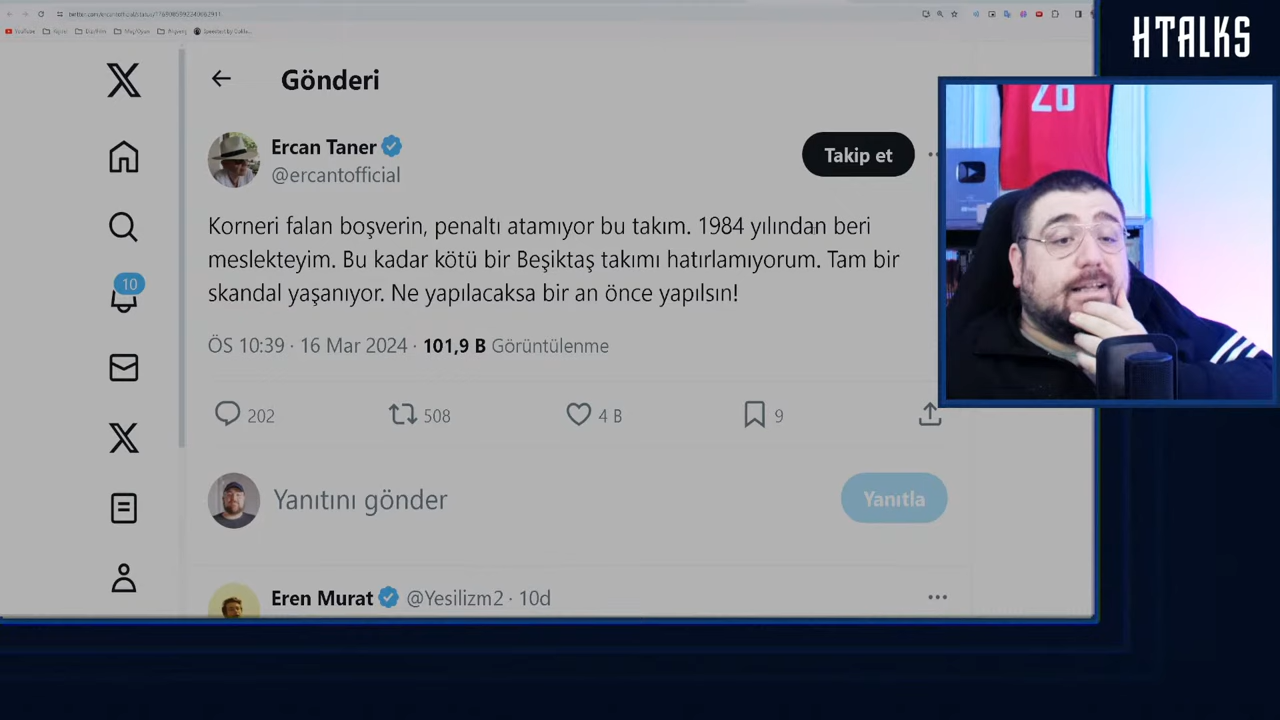 HTALKS
28
YouTube
Gönderi
Ercan Taner
Takip et
@ercantofficial
Korneri falan boşverin, penaltı atamıyor bu takım. 1984 yılından beri
meslekteyim. Bu kadar kötü bir Beşiktaş takımı hatırlamıyorum. Tam bir
skandal yaşanıyor. Ne yapılacaksa bir an önce yapılsın!
10
ÖS 10:39 · 16 Mar 2024 · 101,9 B Görüntülenme
202 508 4 B 9
Yanıtını gönder
Yanıtla
Eren Murat @Yesilizm2 · 10d